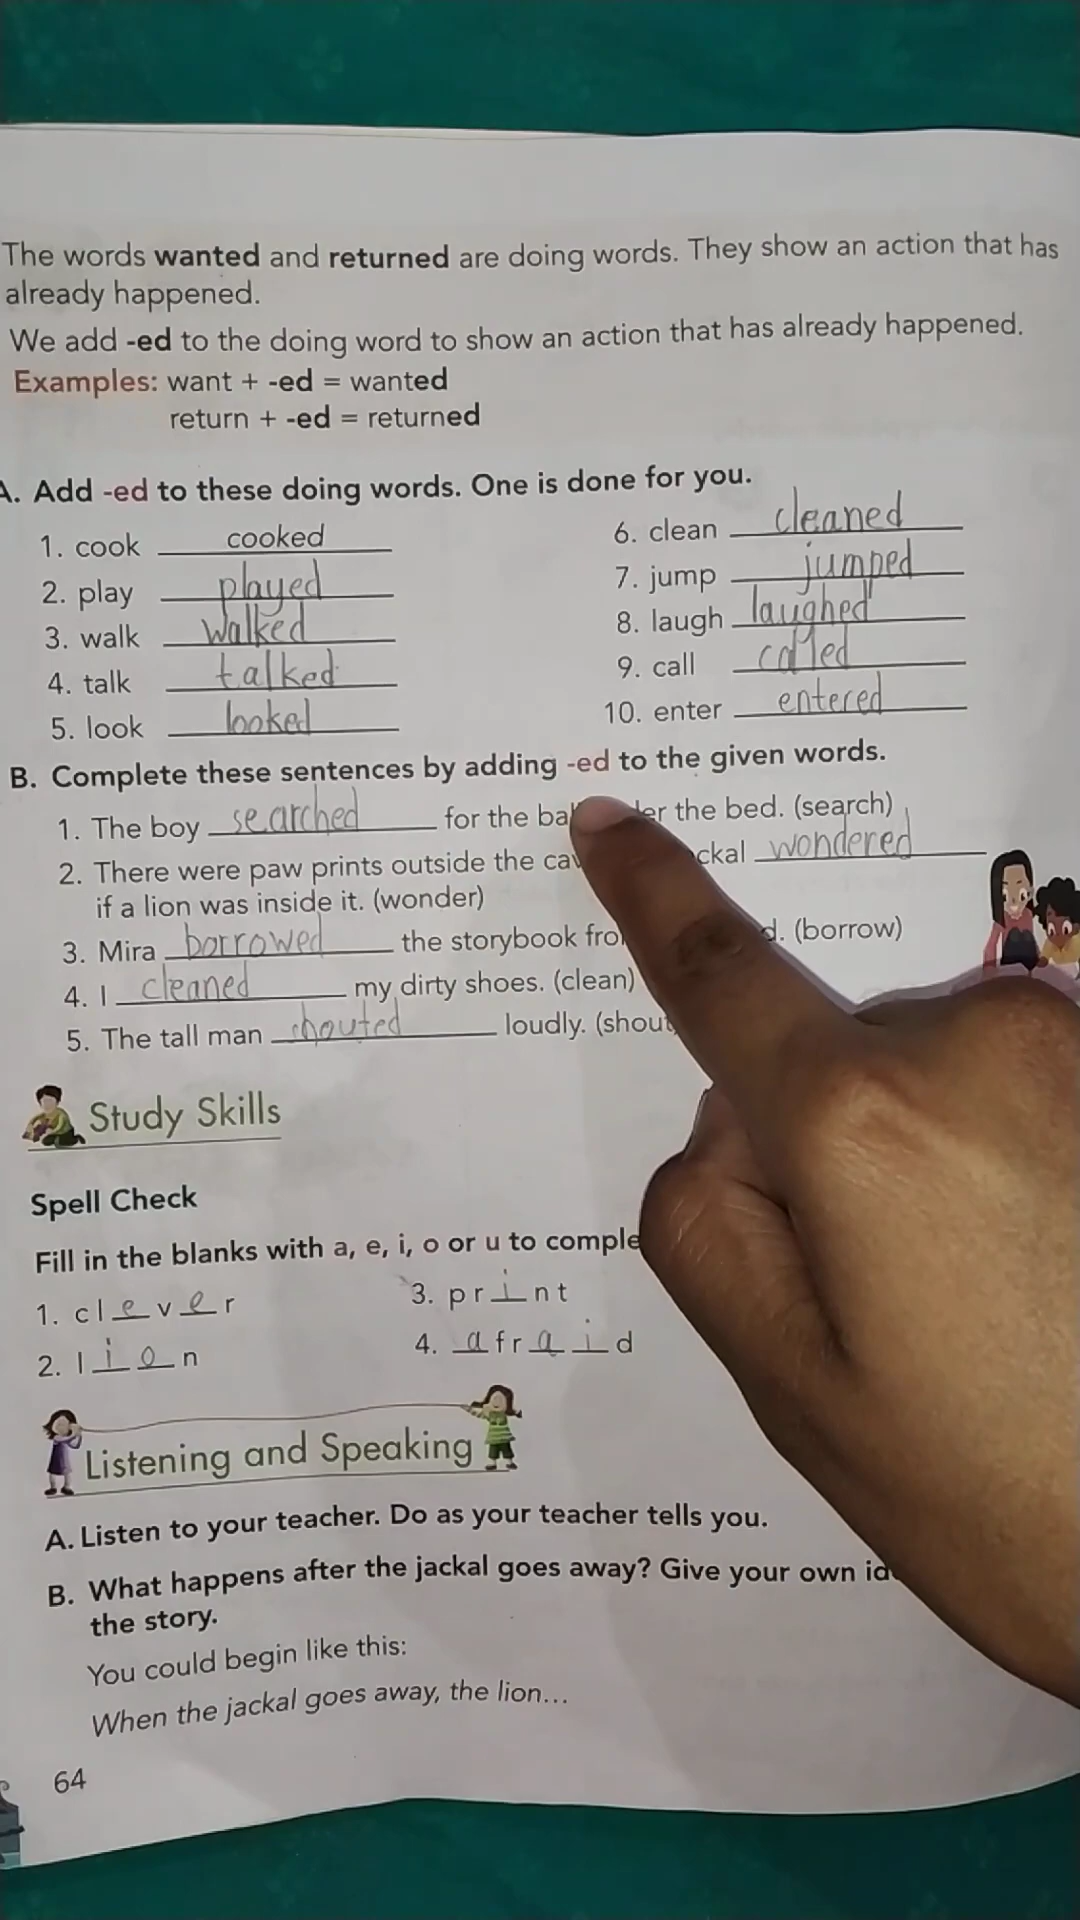 The words wanted and returned are doing words. They show an action that has
already happened.
We add -ed to the doing word to show an action that has already happened.
Examples: want + -ed = wanted
return + -ed = returned
A. Add -ed to these doing words. One is done for you.
1. cook cooked
2. play played
3. walk walked
4. talk talked
5. look looked
6. clean cleaned
7. jump jumped
8. laugh laughed
9. call called
10. enter entered
B. Complete these sentences by adding -ed to the given words.
1. The boy searched for the the bed. (search)
2. There were paw prints outside the wondered
if a lion was inside it. (wonder)
3. Mira borrowed the storybook (borrow)
4. I cleaned my dirty shoes. (clean)
5. The tall man shouted loudly. (shout
Study Skills
Spell Check
Fill in the blanks with a, e, i, o or u to
1. clever
2. lion
3. print
4. afraid
Listening and Speaking
A. Listen to your teacher. Do as your teacher tells you.
B. What happens after the jackal goes away? Give your own
the story.
You could begin like this:
When the jackal goes away, the lion...
64